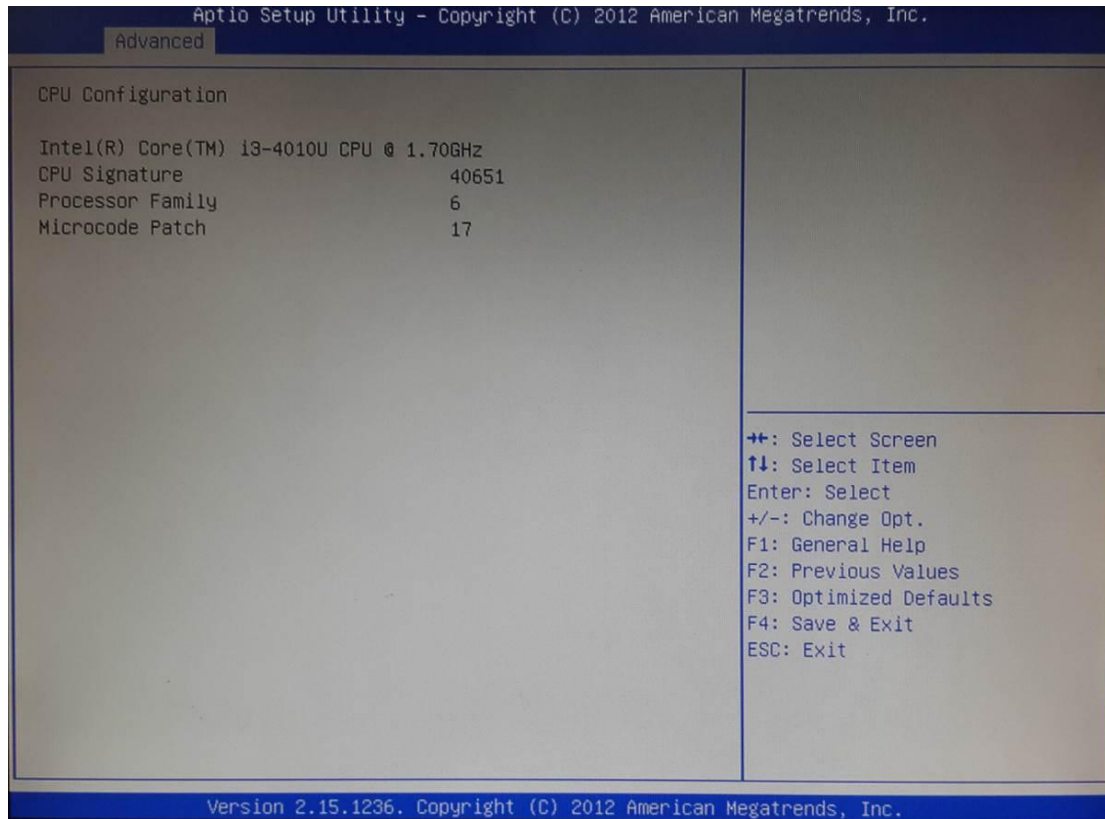 Aptio Setup Utility - Copyright (C) 2012 American Megatrends, Inc.
Advanced
CPU Configuration
Intel(R) Core(TM) i3-4010U CPU @ 1.70GHz
CPU Signature 40651
Processor Family 6
Microcode Patch 17
→←: Select Screen
↑↓: Select Item
Enter: Select
+/-: Change Opt.
F1: General Help
F2: Previous Values
F3: Optimized Defaults
F4: Save & Exit
ESC: Exit
Version 2.15.1236. Copyright (C) 2012 American Megatrends, Inc.